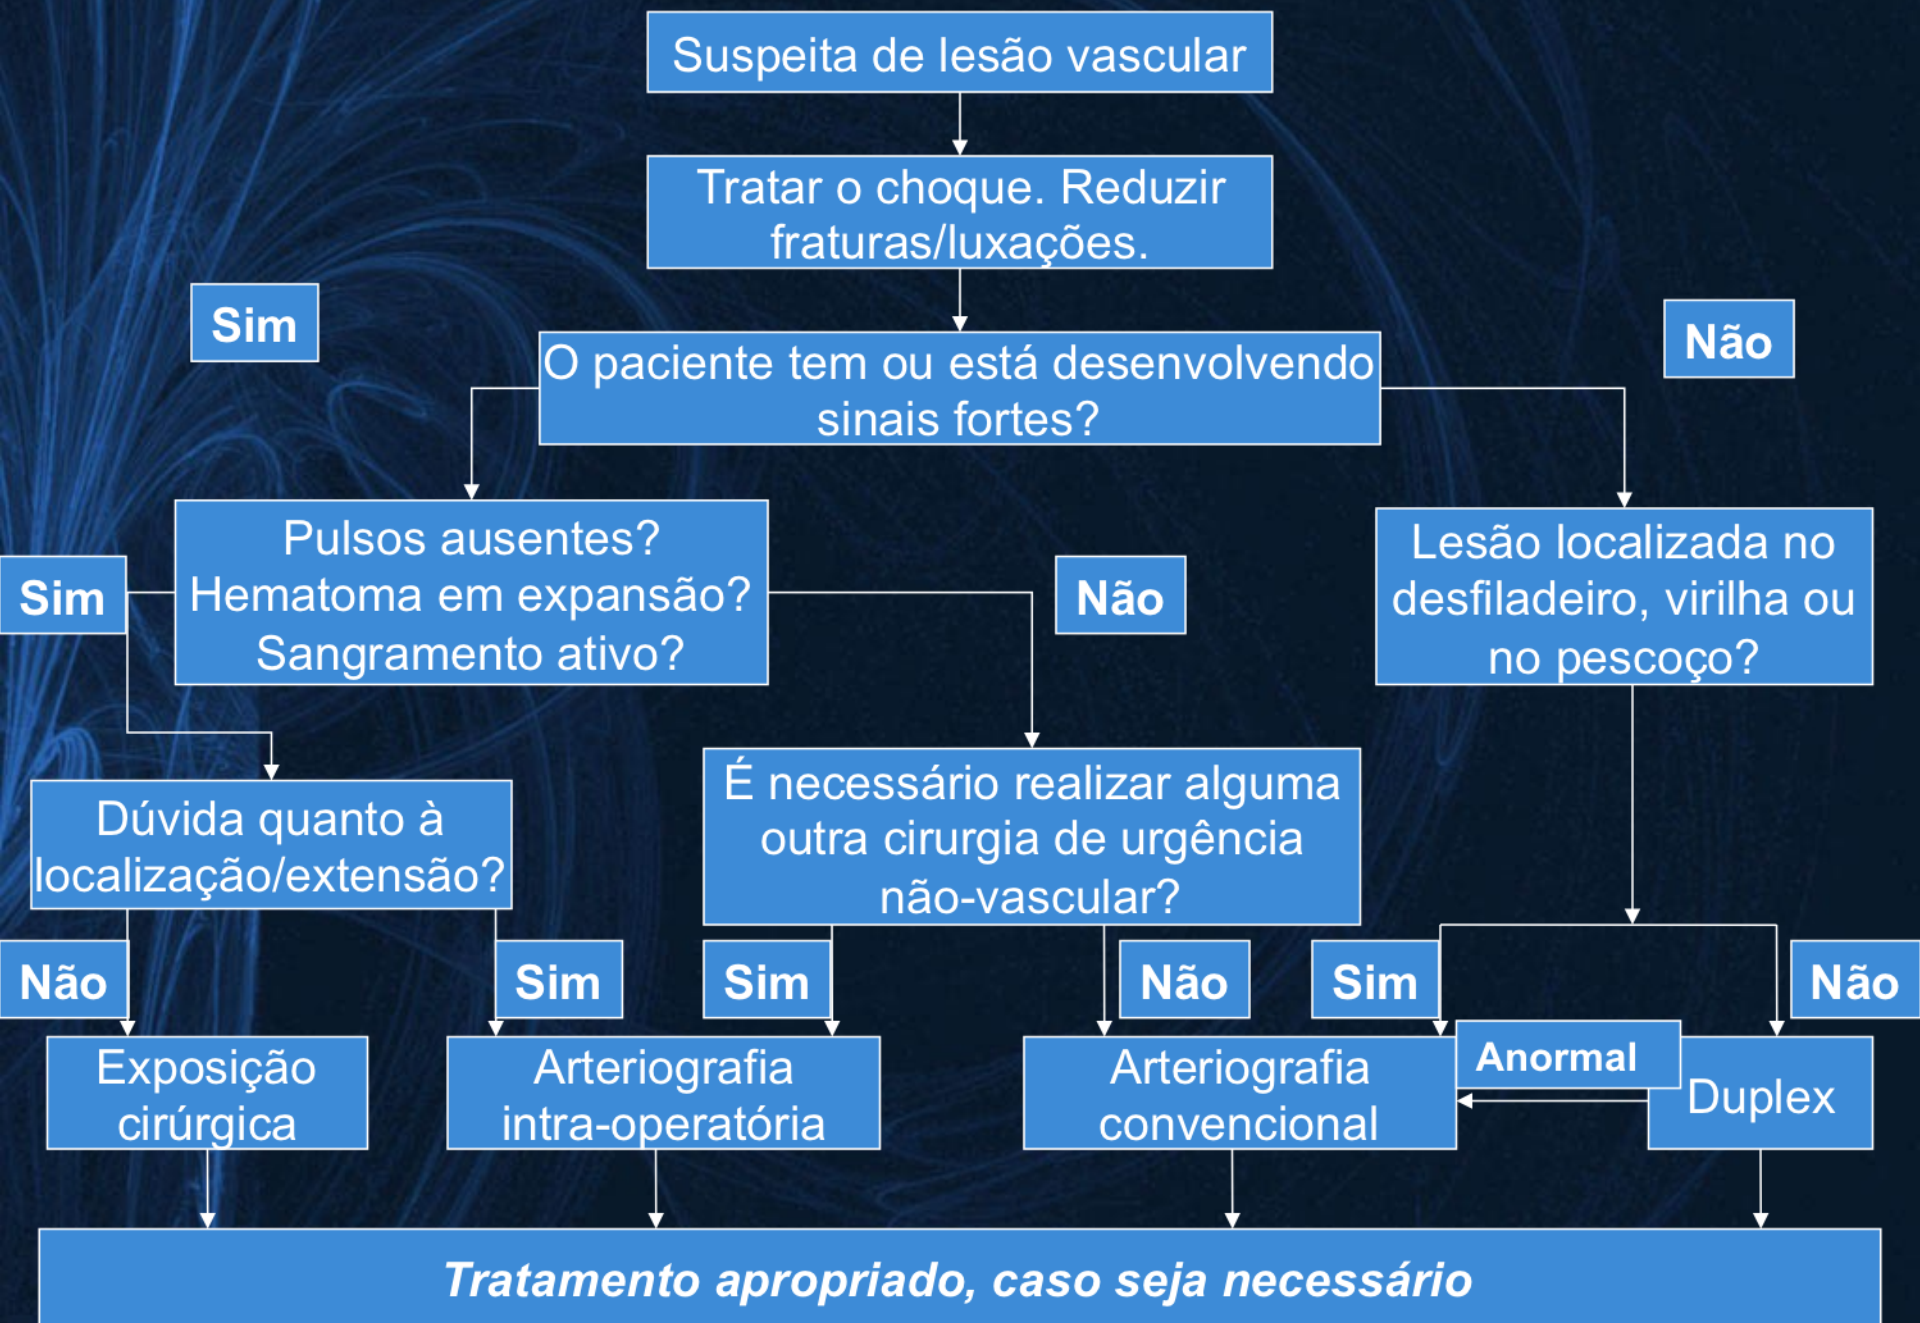 Suspeita de lesão vascular
Tratar o choque. Reduzir
fraturas/luxações.
Sim
Não
O paciente tem ou está desenvolvendo
sinais fortes?
Pulsos ausentes?
Hematoma em expansão?
Sangramento ativo?
Sim
Não
Lesão localizada no
desfiladeiro, virilha ou
no pescoço?
Dúvida quanto à
localização/extensão?
É necessário realizar alguma
outra cirurgia de urgência
não-vascular?
Não
Sim
Sim
Não
Sim
Não
Exposição
cirúrgica
Arteriografia
intra-operatória
Arteriografia
convencional
Anormal
Duplex
Tratamento apropriado, caso seja necessário